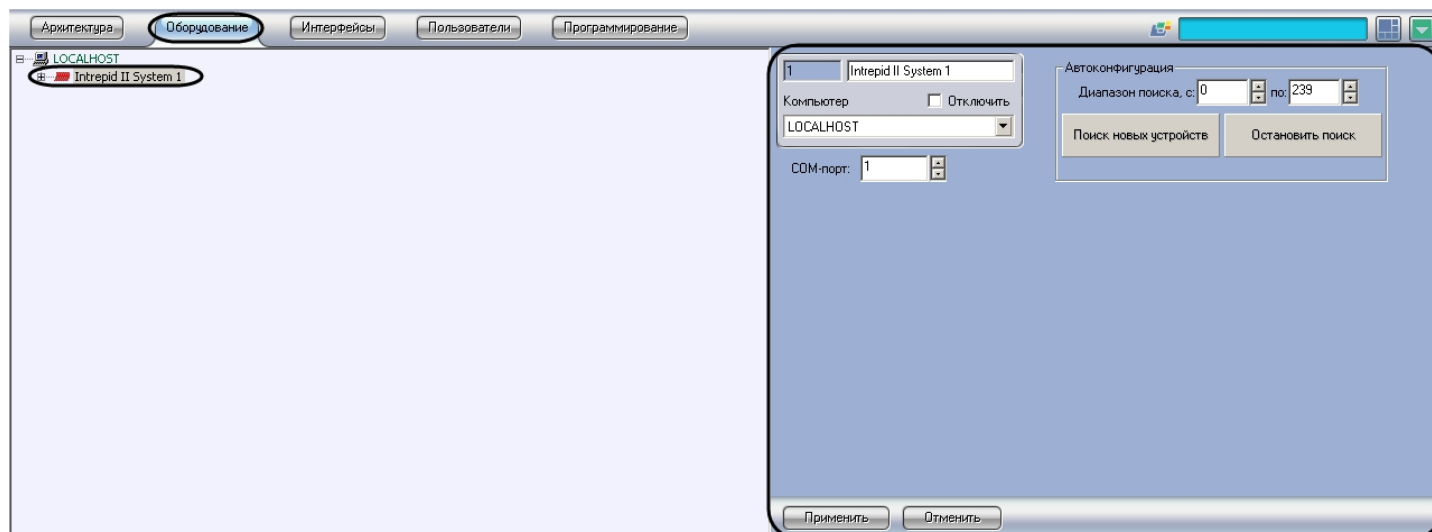 Архитектура Оборудование Интерфейсы Пользователи Программирование
LOCALHOST
Intrepid II System 1
1 Intrepid II System 1
Компьютер Отключить
LOCALHOST
COM-порт: 1
Автоконфигурация
Диапазон поиска, с: 0 по: 239
Поиск новых устройств Остановить поиск
Применить Отменить